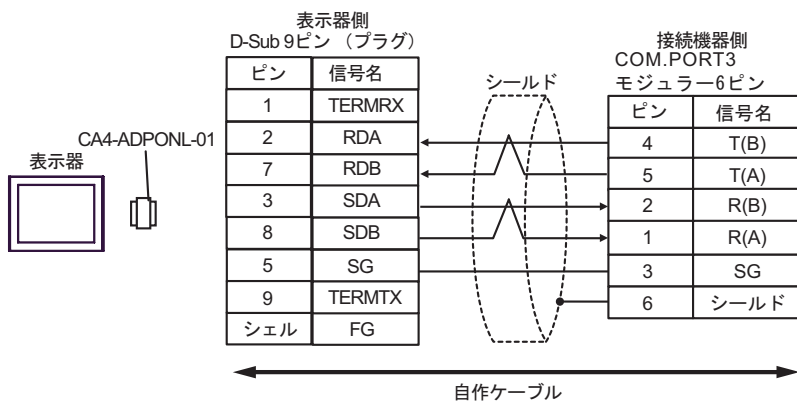 表示器側
D-Sub 9ピン （プラグ）
ピン 信号名
1 TERMRX
2 RDA
7 RDB
3 SDA
8 SDB
5 SG
9 TERMTX
シェル FG
CA4-ADPONL-01
表示器
シールド
接続機器側
COM.PORT3
モジュラー6ピン
ピン 信号名
4 T(B)
5 T(A)
2 R(B)
1 R(A)
3 SG
6 シールド
自作ケーブル